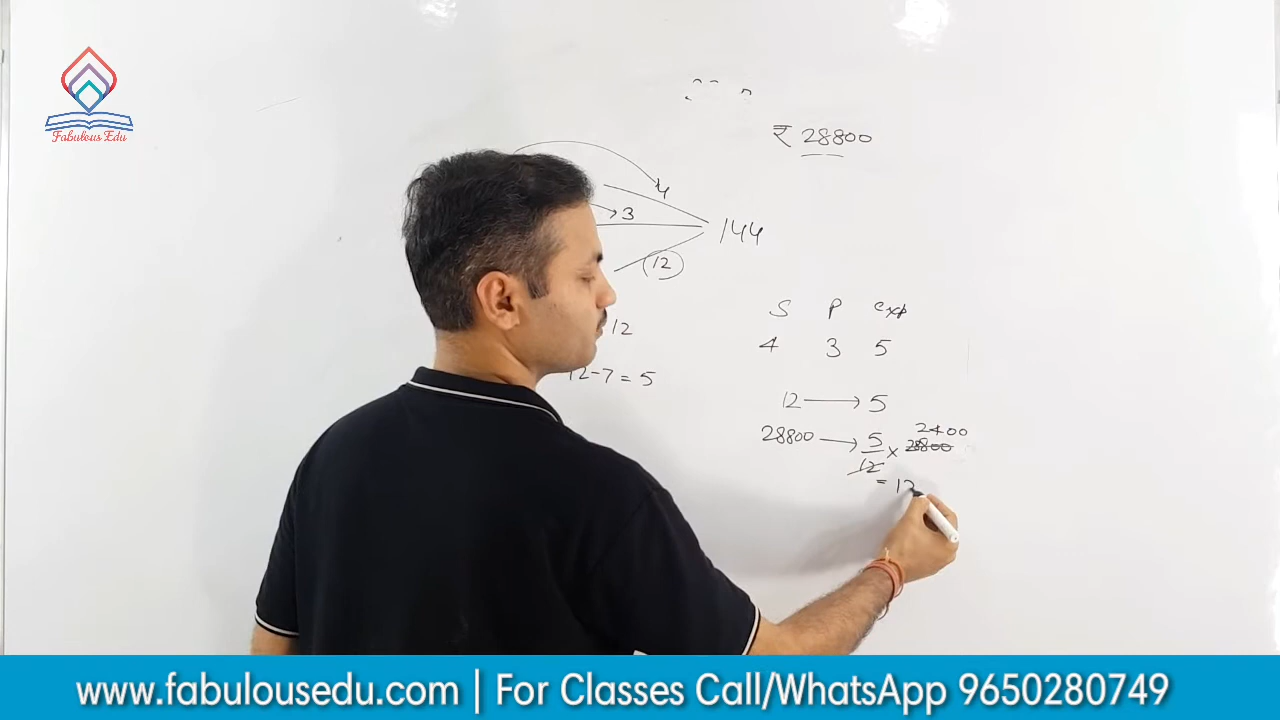 Fabulous Edu
₹ 28800
4
3
144
12
12
12-7 = 5
S P exp
4 3 5
12 → 5
28800 → 5/12 × 28800
2400
= 12
www.fabulousedu.com | For Classes Call/WhatsApp 9650280749